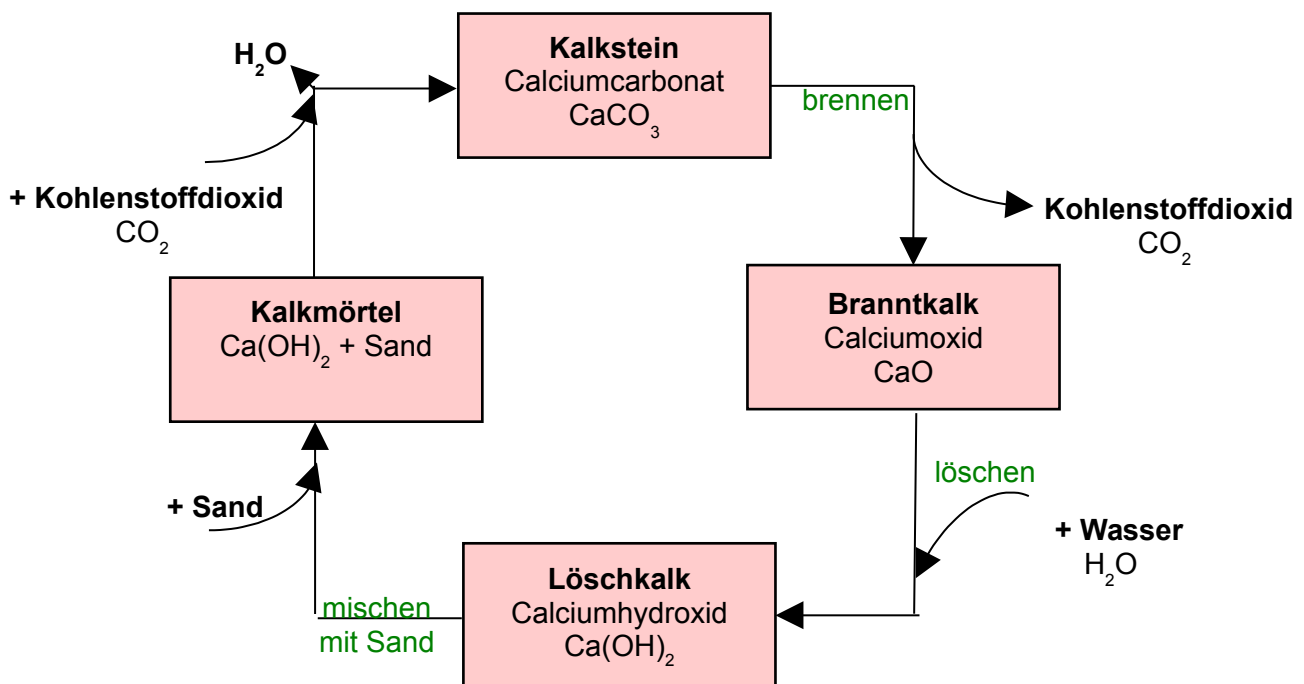 Kalkstein
Calciumcarbonat
CaCO₃
H₂O
brennen
+ Kohlenstoffdioxid
CO₂
Kohlenstoffdioxid
CO₂
Kalkmörtel
Ca(OH)₂ + Sand
Branntkalk
Calciumoxid
CaO
löschen
+ Sand
+ Wasser
H₂O
Löschkalk
Calciumhydroxid
Ca(OH)₂
mischen
mit Sand